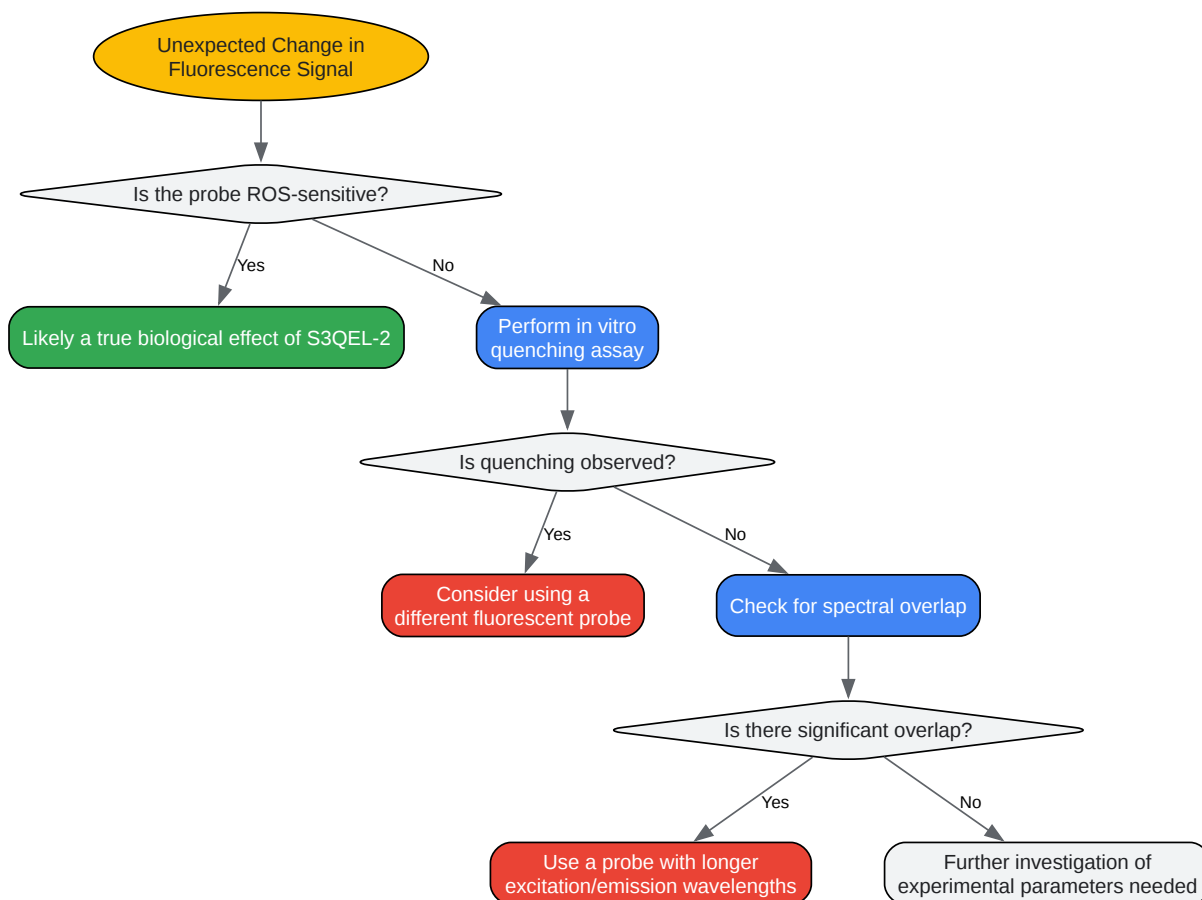 Unexpected Change in
Fluorescence Signal
Is the probe ROS-sensitive?
Yes
No
Likely a true biological effect of S3QEL-2
Perform in vitro
quenching assay
Is quenching observed?
Yes
No
Consider using a
different fluorescent probe
Check for spectral overlap
Is there significant overlap?
Yes
No
Use a probe with longer
excitation/emission wavelengths
Further investigation of
experimental parameters needed